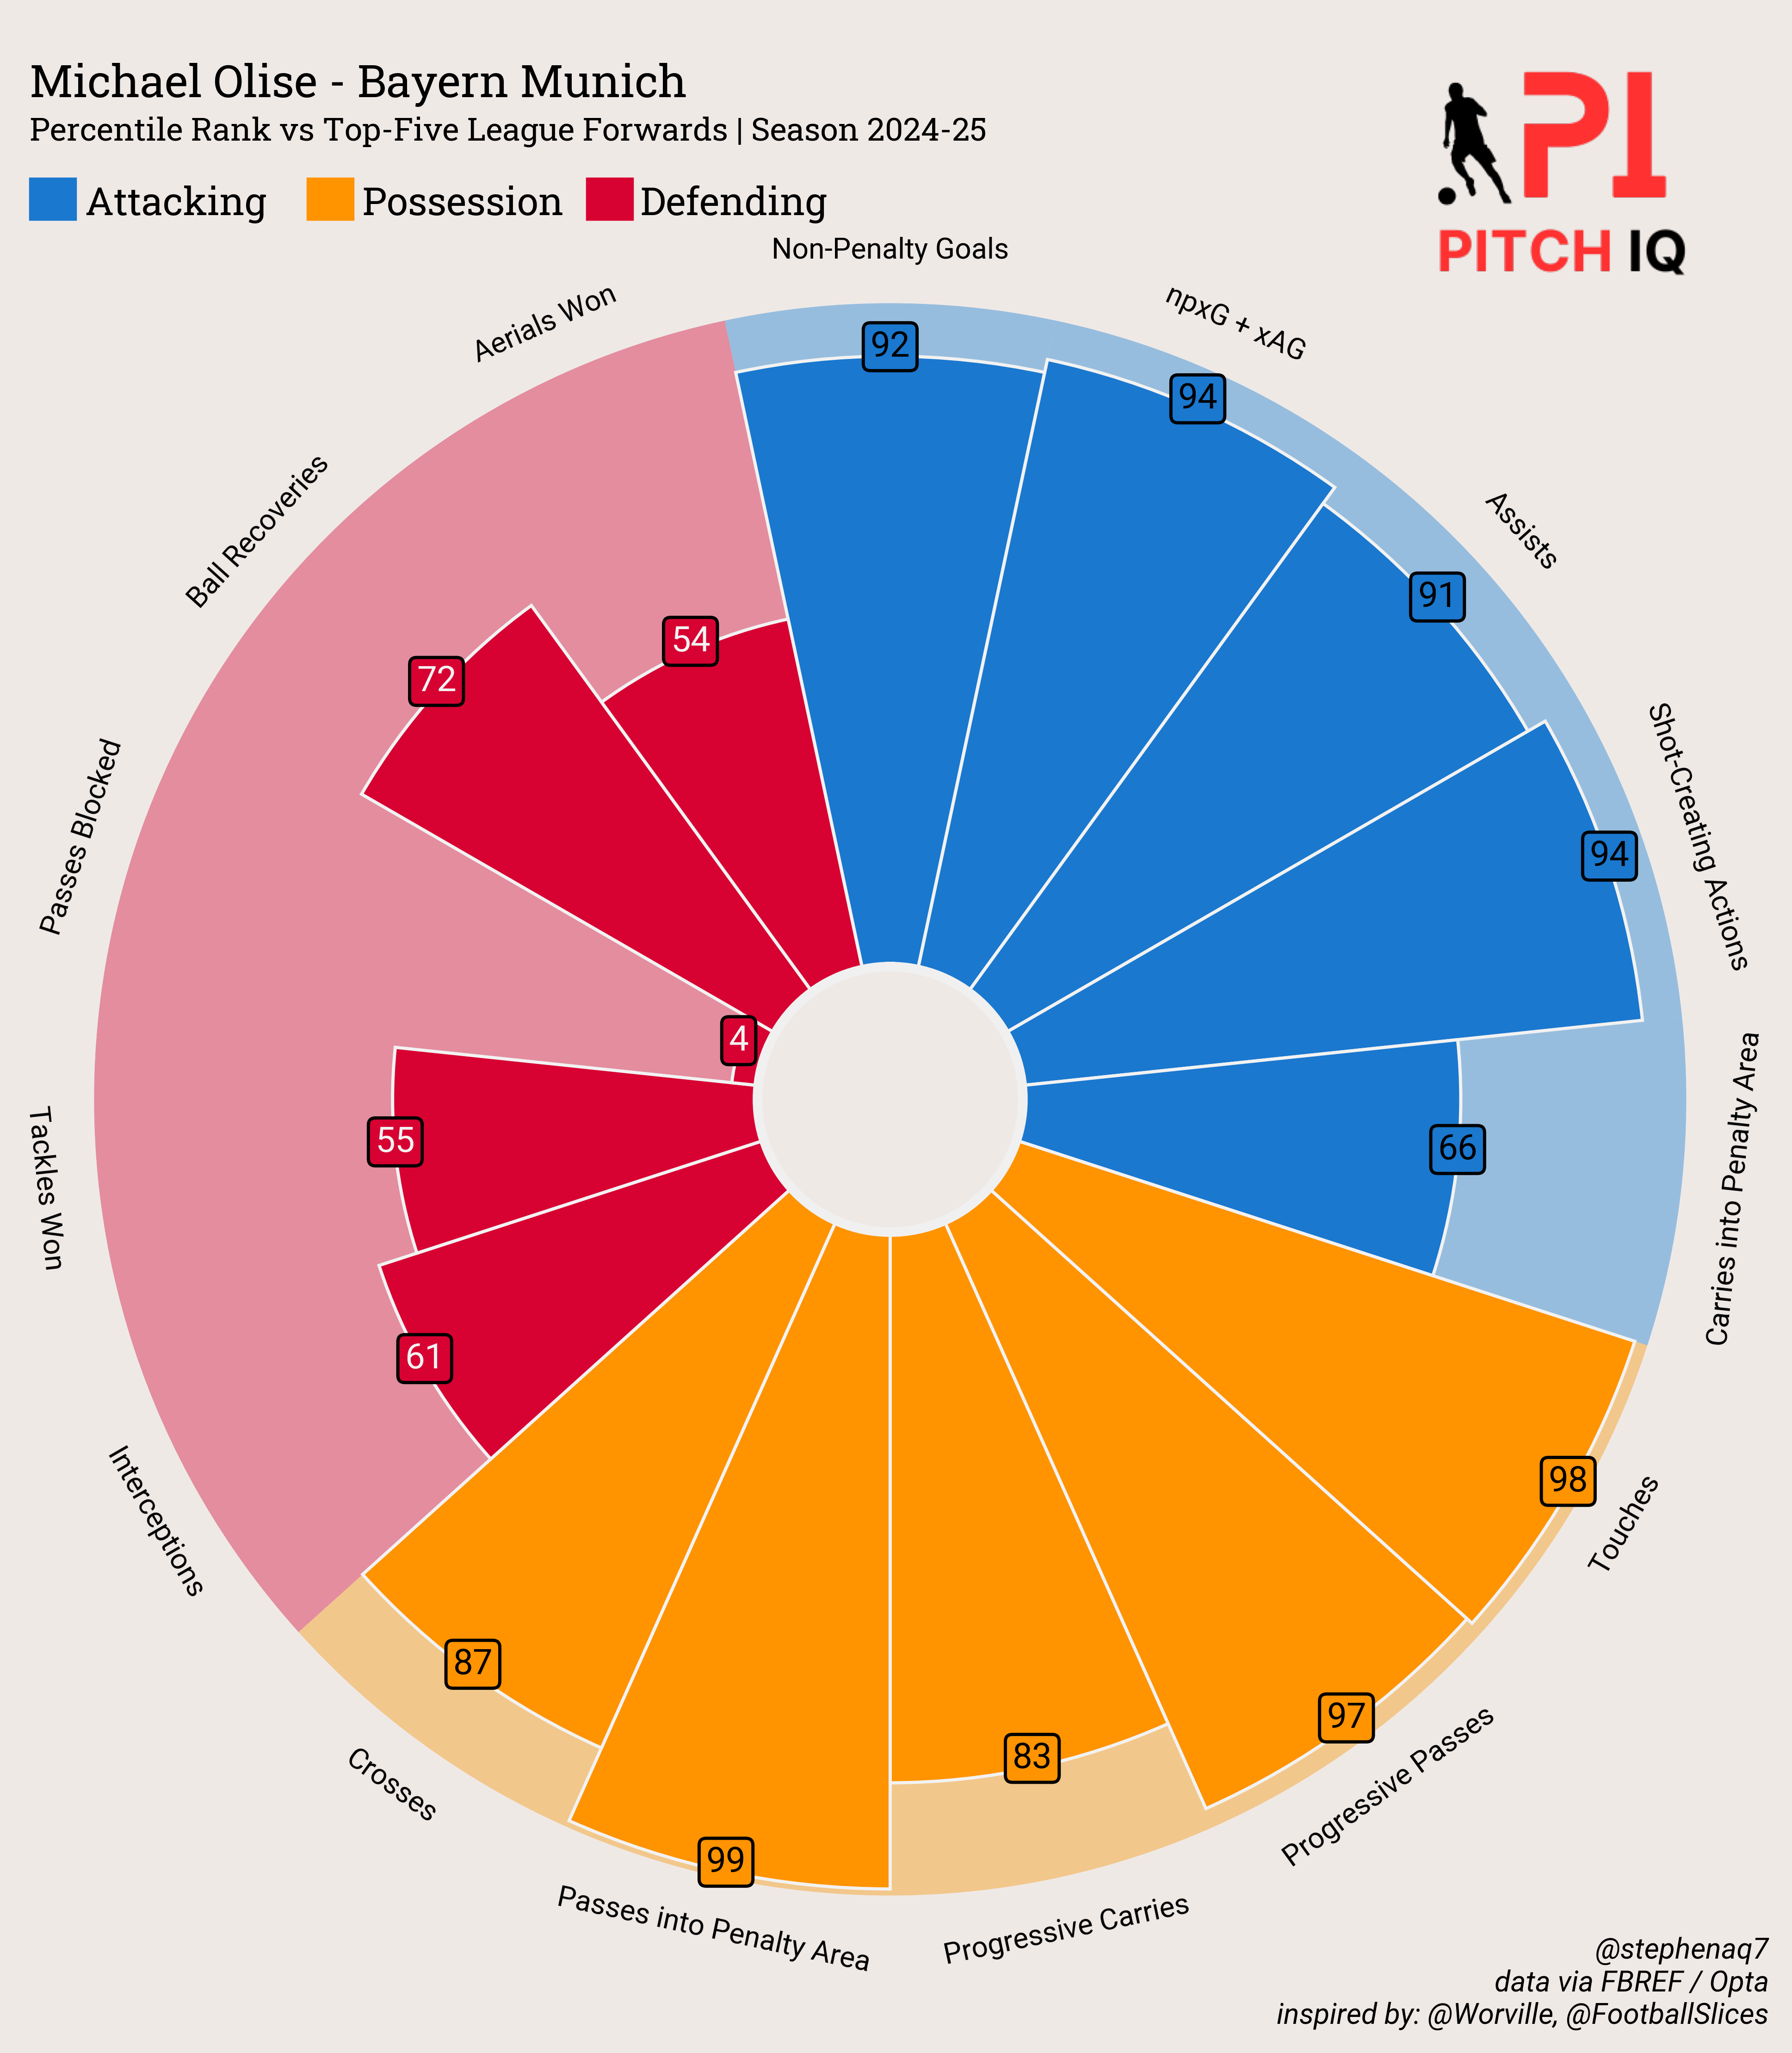 Michael Olise - Bayern Munich
Percentile Rank vs Top-Five League Forwards | Season 2024-25
Attacking Possession Defending
PI
PITCH IQ
Non-Penalty Goals
92
npxG + xAG
94
Assists
91
Shot-Creating Actions
94
Carries into Penalty Area
66
Touches
98
Progressive Passes
97
Progressive Carries
83
Passes into Penalty Area
99
Crosses
87
Interceptions
61
Tackles Won
55
Passes Blocked
4
Ball Recoveries
72
Aerials Won
54
@stephenaq7
data via FBREF / Opta
inspired by: @Worville, @FootballSlices